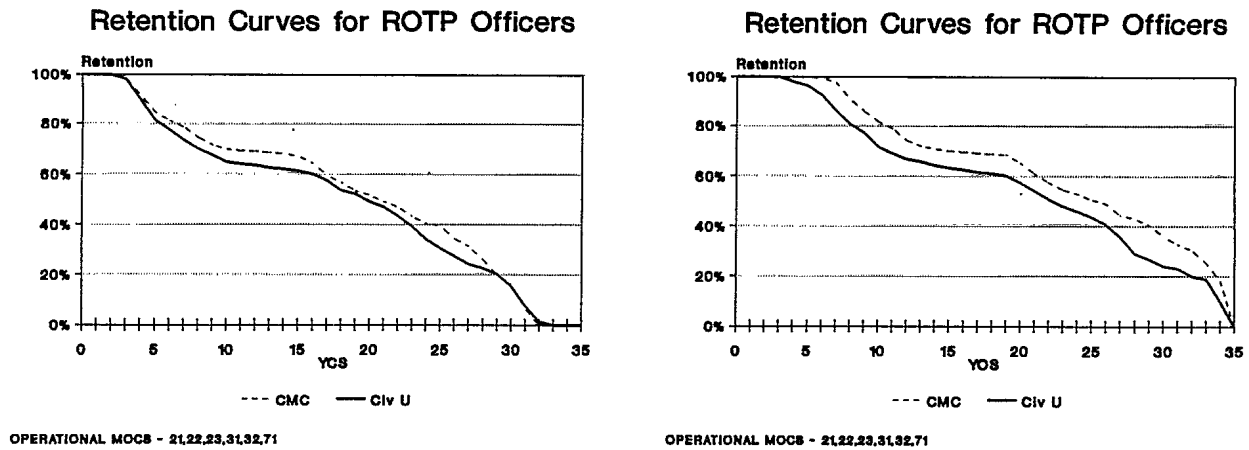 Retention Curves for ROTP Officers
Retention
100%
80%
60%
40%
20%
0%
0 5 10 15 20 25 30 35
YCS
CMC Civ U
OPERATIONAL MOCS - 21,22,23,31,32,71
Retention Curves for ROTP Officers
Retention
100%
80%
60%
40%
20%
0%
0 5 10 15 20 25 30 35
YOS
CMC Civ U
OPERATIONAL MOCS - 21,22,23,31,32,71